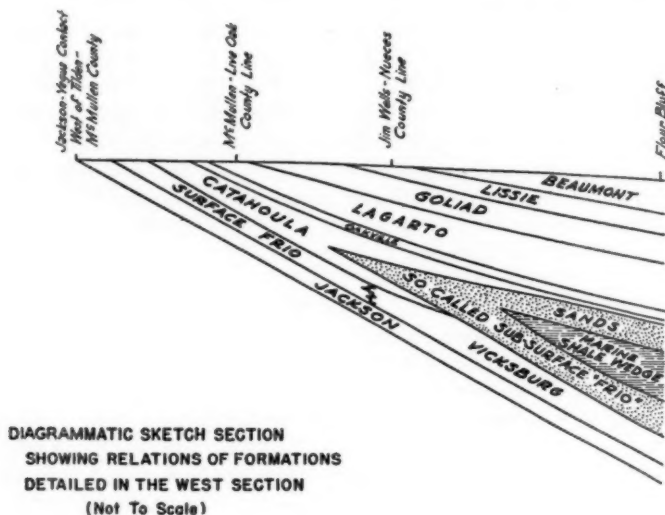 Jackson-Yegua Contact
West of Tilden-
McMullen County
McMullen-Live Oak
County Line
Jim Wells-Nueces
County Line
Flour Bluff
BEAUMONT
LISSIE
GOLIAD
LAGARTO
OAKVILLE
CATAHOULA
SURFACE FRIO
JACKSON
VICKSBURG
SANDS
MARINE
SHALE WEDGE
SO CALLED SUB-SURFACE "FRIO"
DIAGRAMMATIC SKETCH SECTION
SHOWING RELATIONS OF FORMATIONS
DETAILED IN THE WEST SECTION
(Not To Scale)